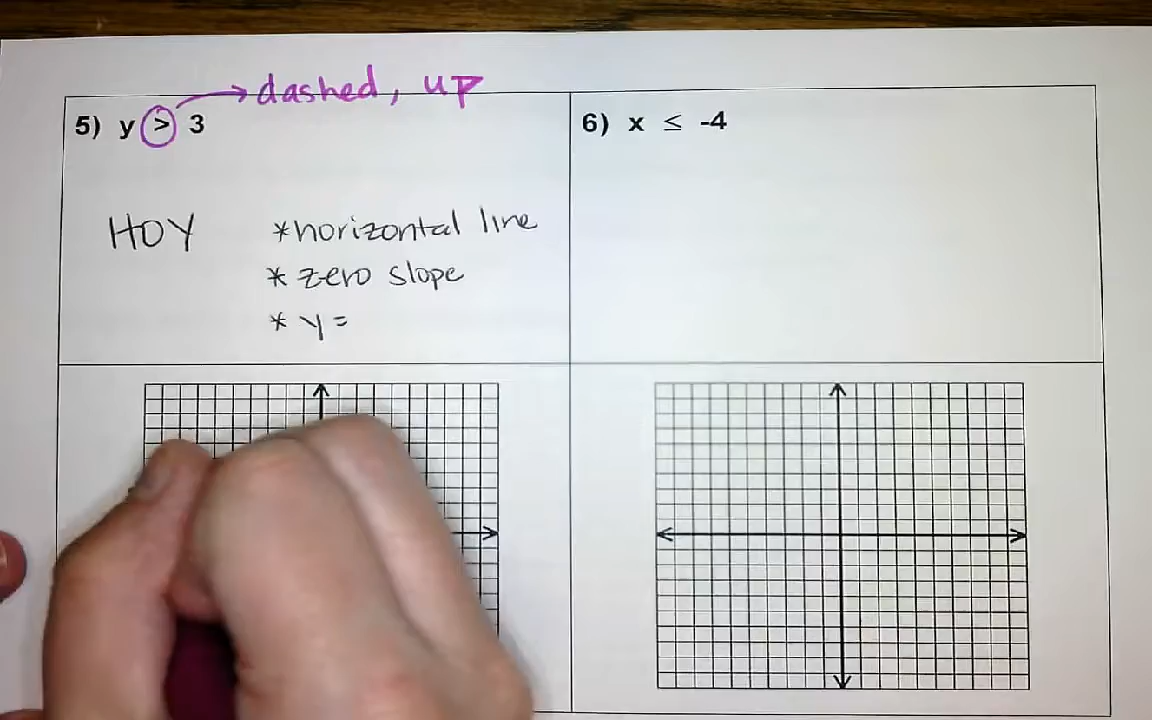 dashed, up
5) y > 3
HOY
*horizontal line
* zero slope
* y =
6) x ≤ -4